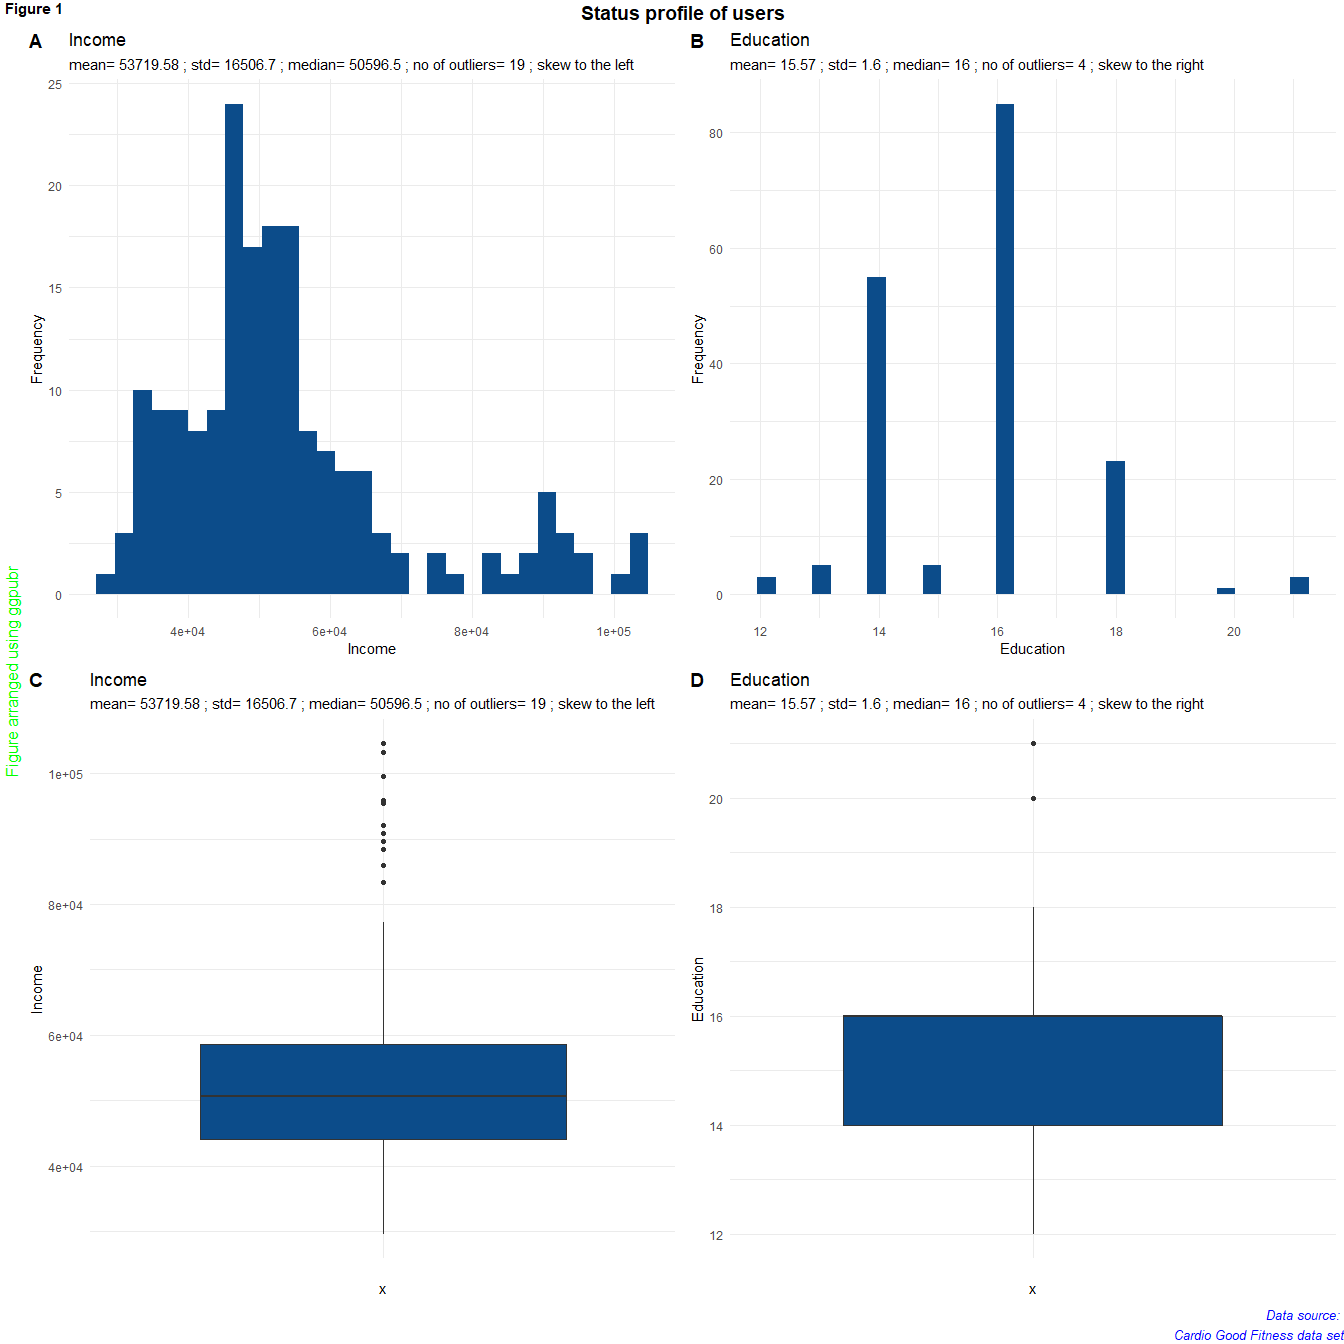 Figure 1
Status profile of users
A
Income
mean= 53719.58 ; std= 16506.7 ; median= 50596.5 ; no of outliers= 19 ; skew to the left
25
20
15
10
5
0
Frequency
4e+04 6e+04 8e+04 1e+05
Income
B
Education
mean= 15.57 ; std= 1.6 ; median= 16 ; no of outliers= 4 ; skew to the right
80
60
40
20
0
Frequency
12 14 16 18 20
Education
Figure arranged using ggpubr
C
Income
mean= 53719.58 ; std= 16506.7 ; median= 50596.5 ; no of outliers= 19 ; skew to the left
1e+05
8e+04
6e+04
4e+04
Income
x
D
Education
mean= 15.57 ; std= 1.6 ; median= 16 ; no of outliers= 4 ; skew to the right
20
18
16
14
12
Education
x
Data source:
Cardio Good Fitness data set